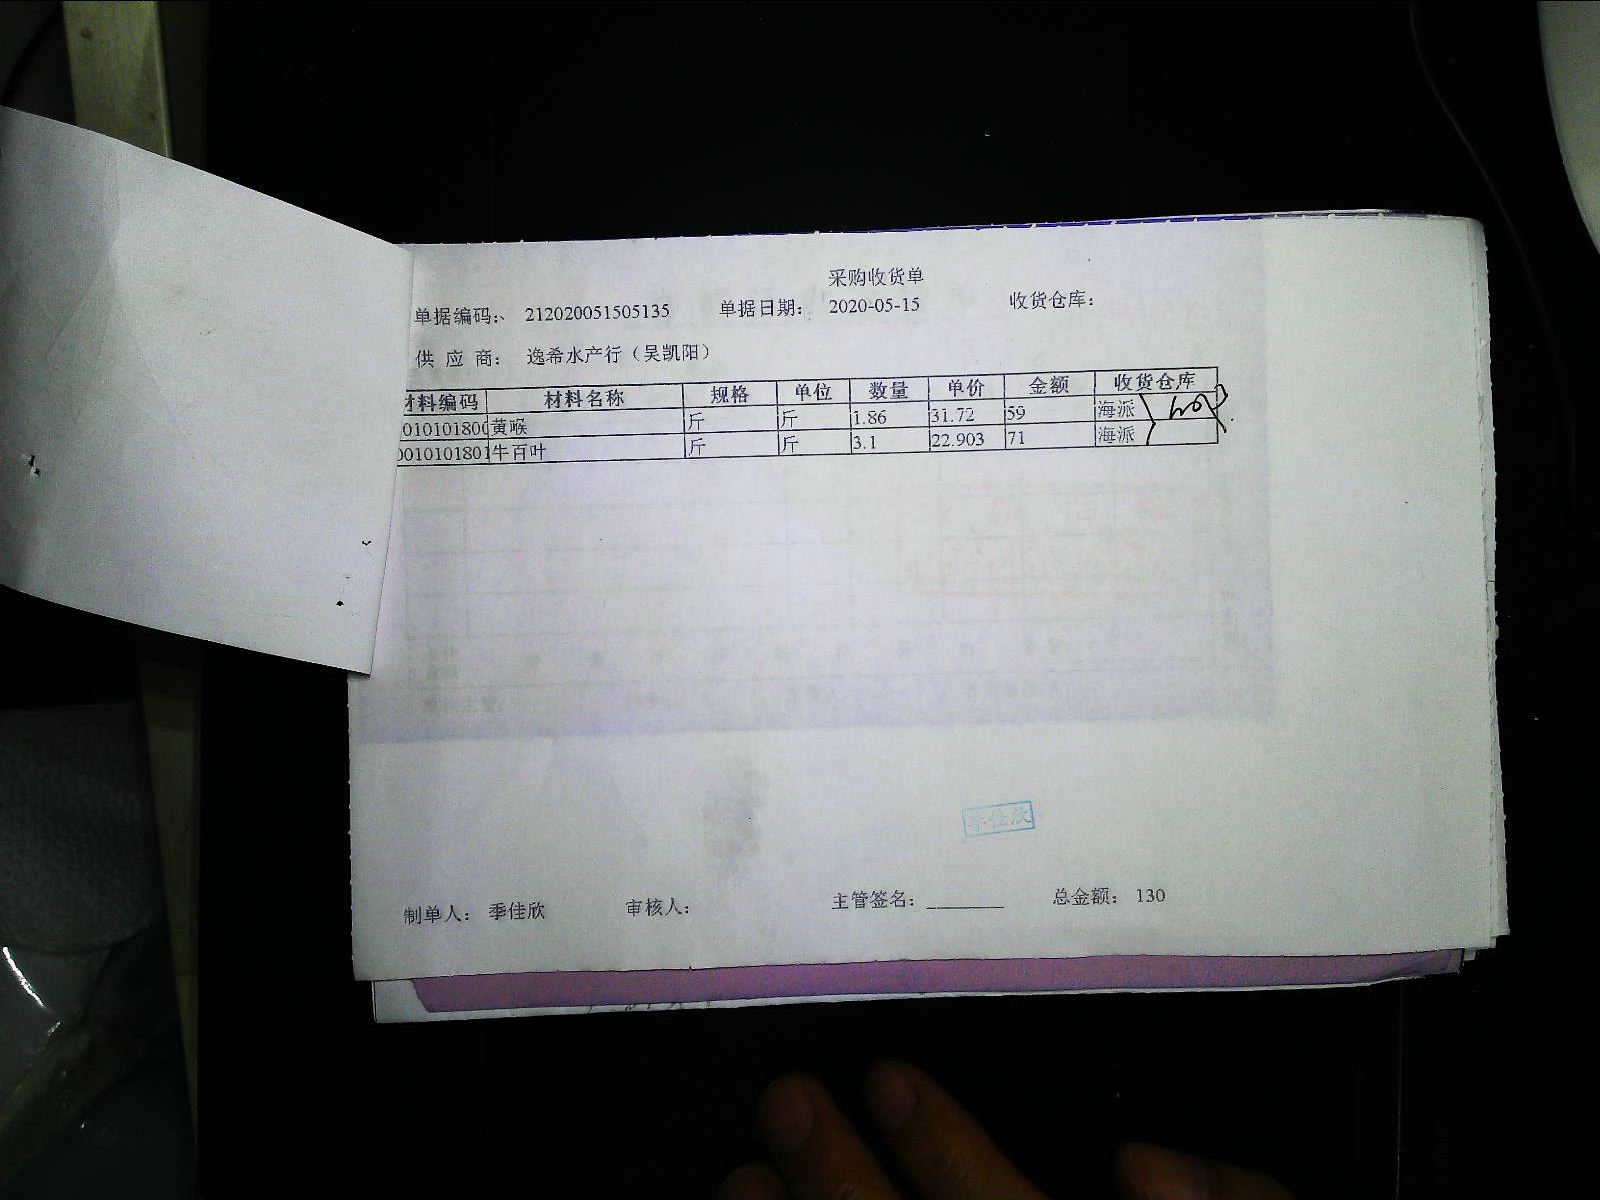 采购收货单
单据编码: 212020051505135 单据日期: 2020-05-15 收货仓库:
供应商: 逸希水产行（吴凯阳）
材料编码 材料名称 规格 单位 数量 单价 金额 收货仓库
黄喉 斤 斤 1.86 31.72 59 海派
牛百叶 斤 斤 3.1 22.903 71 海派
季佳欣
制单人: 季佳欣 审核人: 主管签名: ________ 总金额: 130